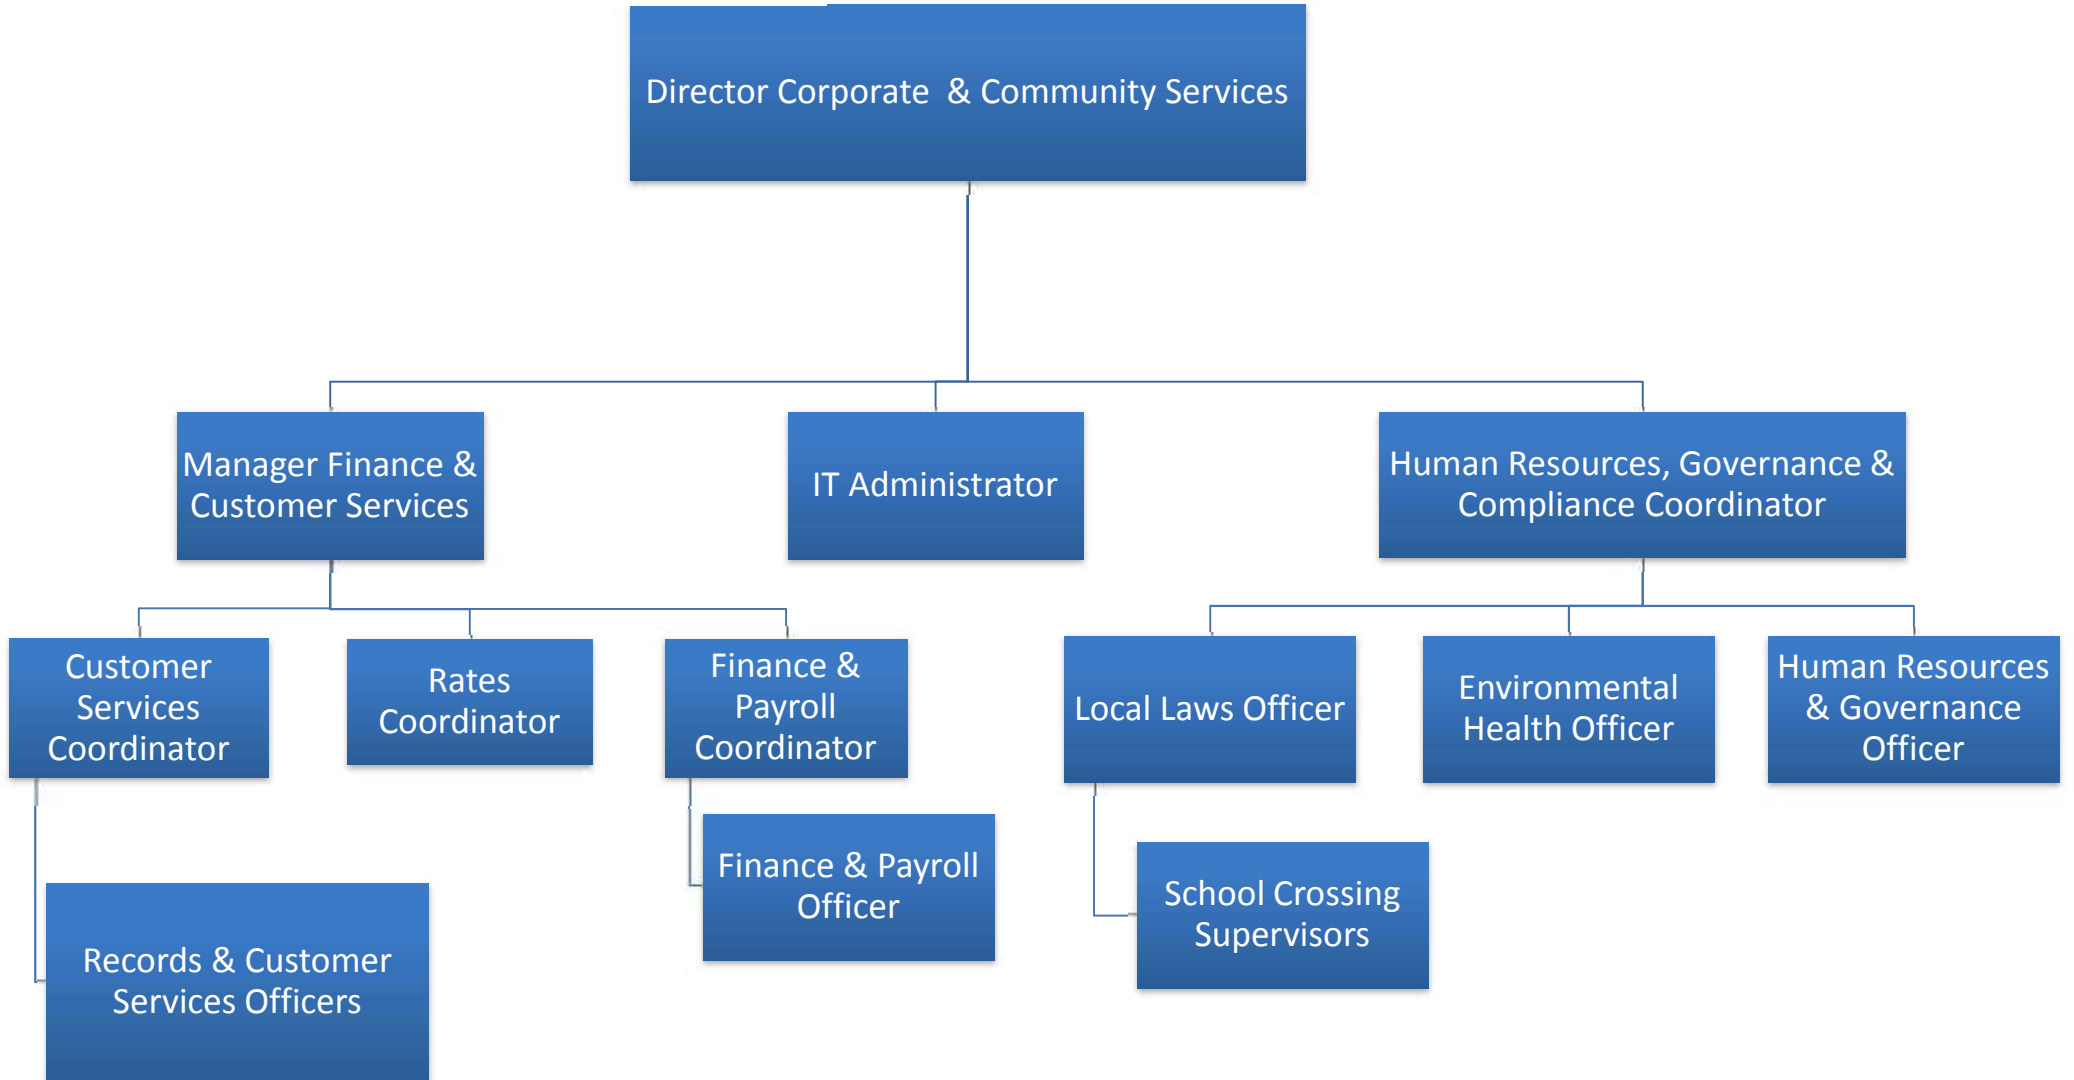 Director Corporate & Community Services
Manager Finance &
Customer Services
IT Administrator
Human Resources, Governance &
Compliance Coordinator
Customer
Services
Coordinator
Rates
Coordinator
Finance &
Payroll
Coordinator
Local Laws Officer
Environmental
Health Officer
Human Resources
& Governance
Officer
Records & Customer
Services Officers
Finance & Payroll
Officer
School Crossing
Supervisors